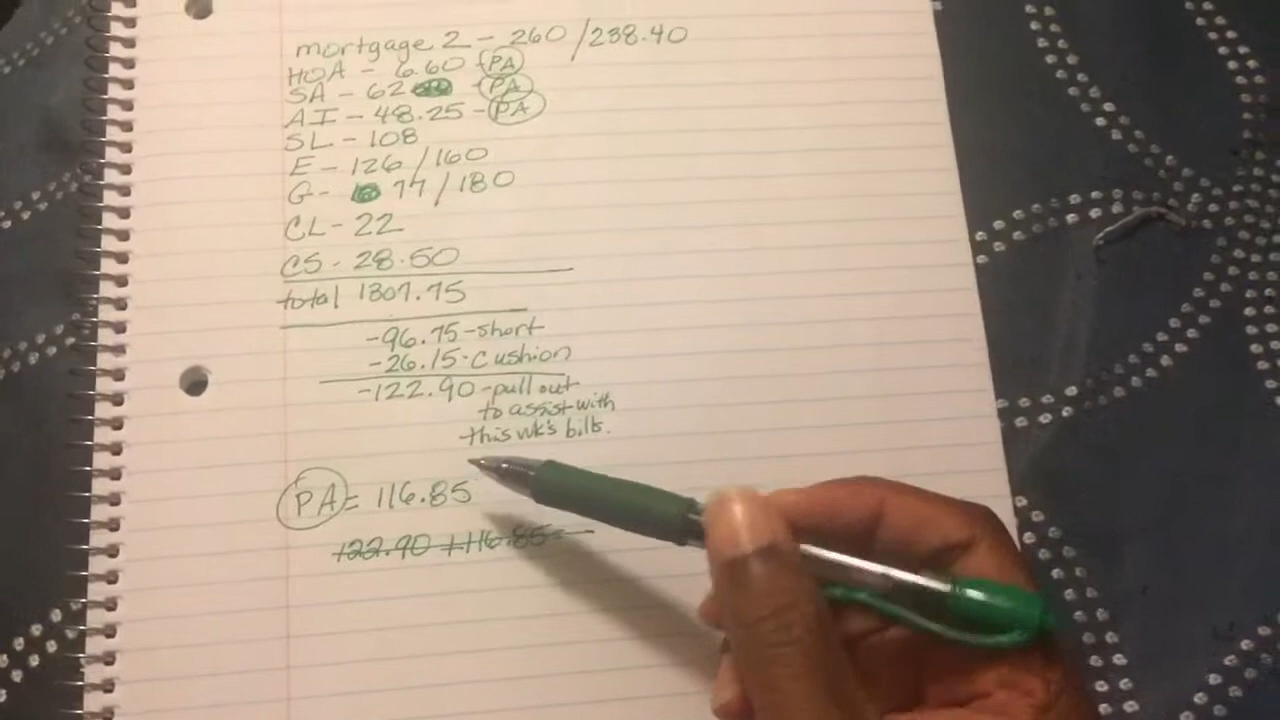 mortgage 2 - 260/238.40
HOA - 6.60 - PA
SA - 62 - PA
AI - 48.25 - PA
SL - 108
E - 126/160
G - 77/180
CL - 22
CS - 28.50
total 1307.75
-96.75 - short
-26.15 - cushion
-122.90 - pull out
to assist with
this wk's bills.
PA = 116.85
122.90 + 116.85 =